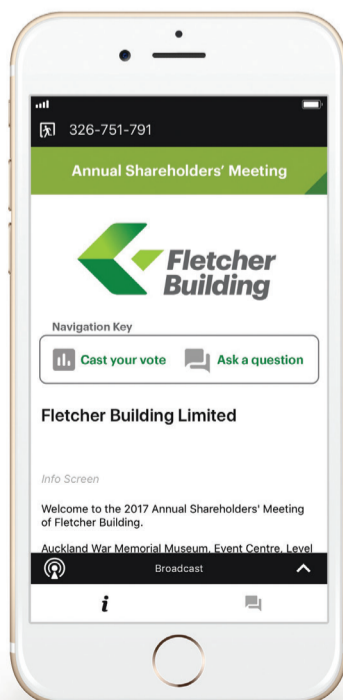 326-751-791
Annual Shareholders' Meeting
Fletcher
Building
Navigation Key
Cast your vote
Ask a question
Fletcher Building Limited
Info Screen
Welcome to the 2017 Annual Shareholders' Meeting
of Fletcher Building.
Auckland War Memorial Museum, Event Centre, Level
Broadcast
i